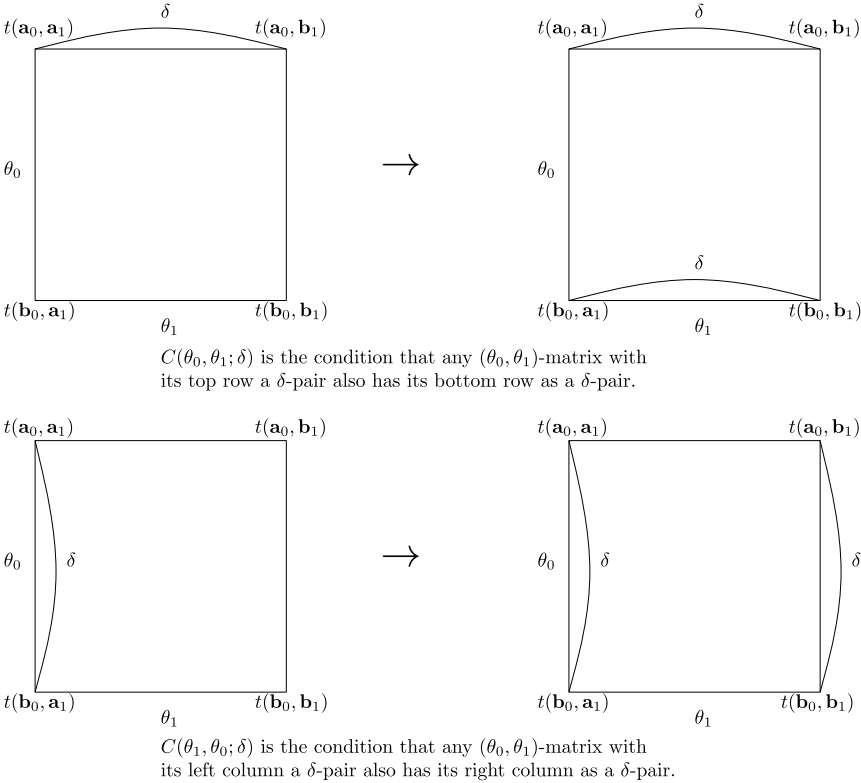 δ δ
t(a₀, a₁) t(a₀, b₁) t(a₀, a₁) t(a₀, b₁)
θ₀ → θ₀
δ
t(b₀, a₁) t(b₀, b₁) t(b₀, a₁) t(b₀, b₁)
θ₁ θ₁
C(θ₀, θ₁; δ) is the condition that any (θ₀, θ₁)-matrix with
its top row a δ-pair also has its bottom row as a δ-pair.
t(a₀, a₁) t(a₀, b₁) t(a₀, a₁) t(a₀, b₁)
θ₀ δ → θ₀ δ δ
t(b₀, a₁) t(b₀, b₁) t(b₀, a₁) t(b₀, b₁)
θ₁ θ₁
C(θ₁, θ₀; δ) is the condition that any (θ₀, θ₁)-matrix with
its left column a δ-pair also has its right column as a δ-pair.